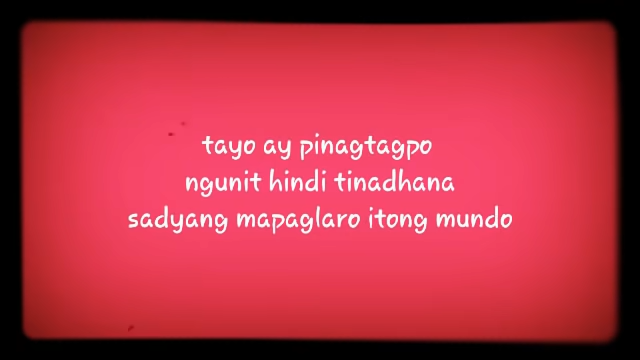 tayo ay pinagtagpo
ngunit hindi tinadhana
sadyang mapaglaro itong mundo